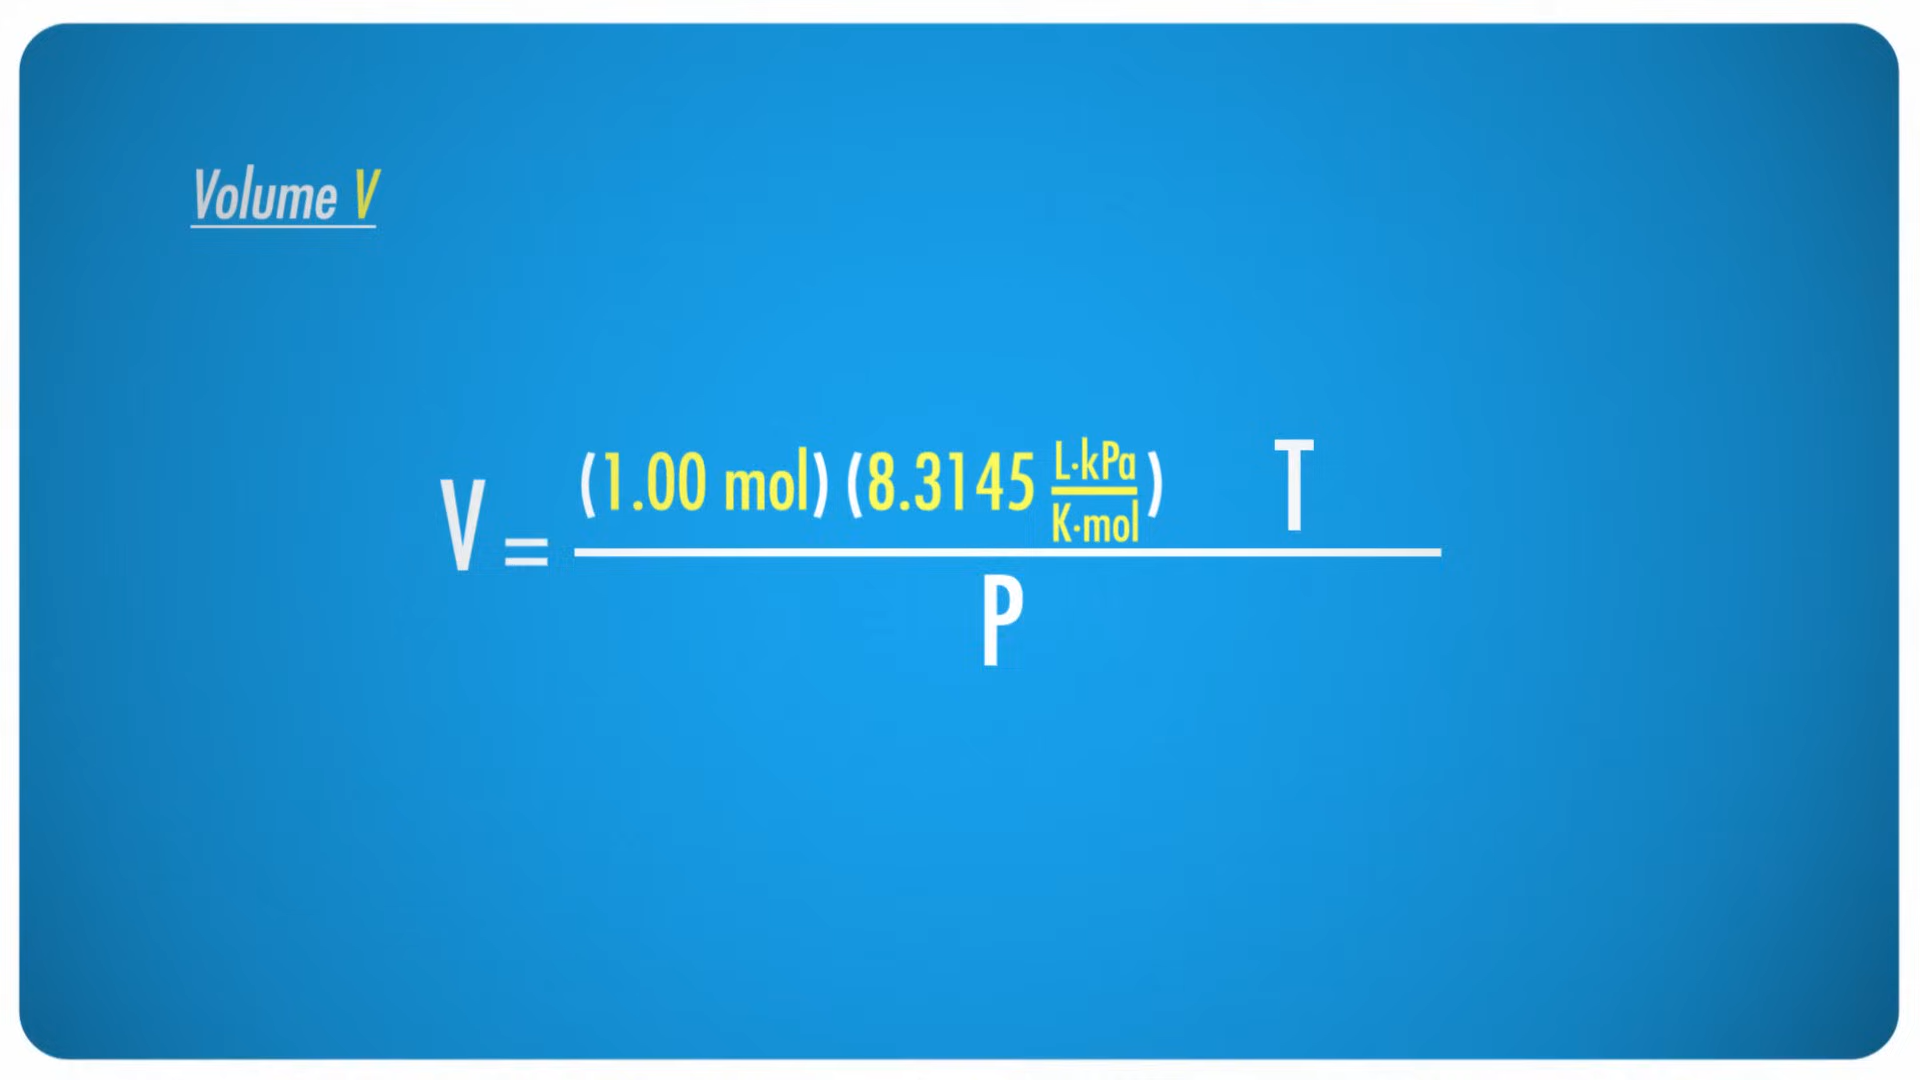 Volume V
V = (1.00 mol) (8.3145 L·kPa/K·mol) T
P